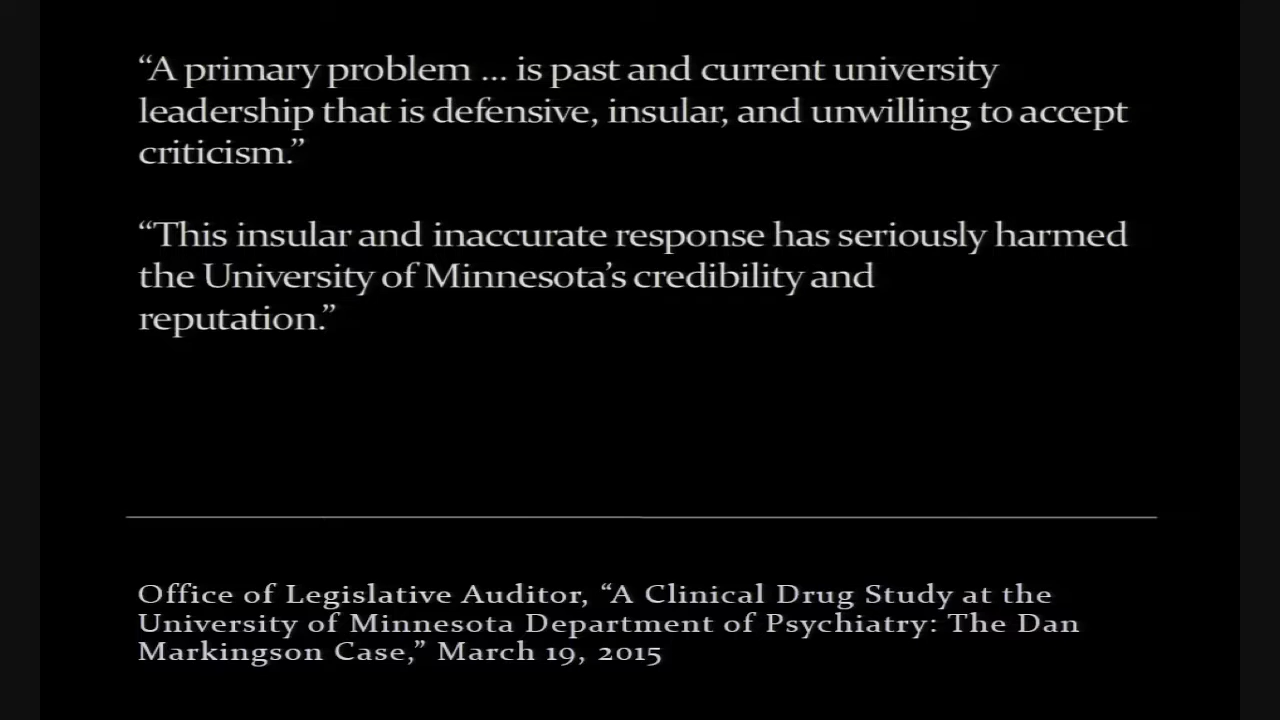 “A primary problem ... is past and current university
leadership that is defensive, insular, and unwilling to accept
criticism.”
“This insular and inaccurate response has seriously harmed
the University of Minnesota’s credibility and
reputation.”
Office of Legislative Auditor, “A Clinical Drug Study at the
University of Minnesota Department of Psychiatry: The Dan
Markingson Case,” March 19, 2015